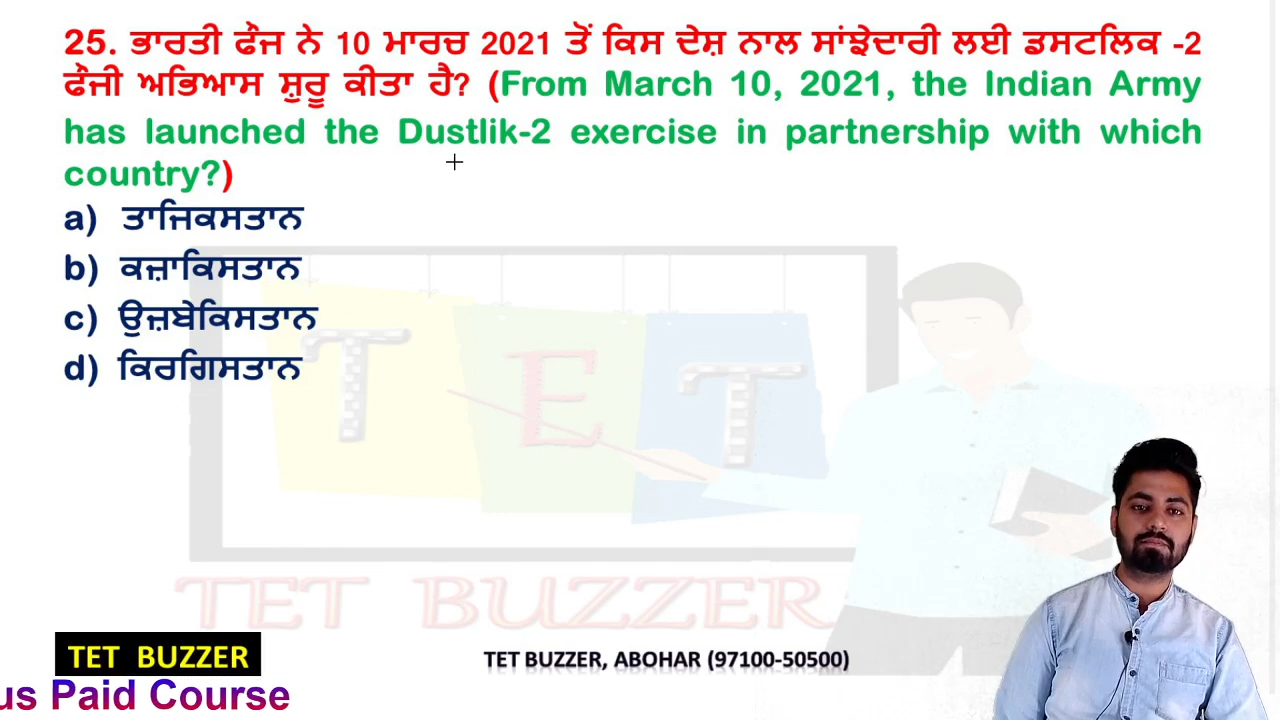 25. ਭਾਰਤੀ ਫੌਜ ਨੇ 10 ਮਾਰਚ 2021 ਤੋਂ ਕਿਸ ਦੇਸ਼ ਨਾਲ ਸਾਂਝੇਦਾਰੀ ਲਈ ਡਸਟਲਿਕ -2
ਫੌਜੀ ਅਭਿਆਸ ਸ਼ੁਰੂ ਕੀਤਾ ਹੈ? (From March 10, 2021, the Indian Army
has launched the Dustlik-2 exercise in partnership with which
country?)
a) ਤਾਜਿਕਸਤਾਨ
b) ਕਜ਼ਾਕਿਸਤਾਨ
c) ਉਜ਼ਬੇਕਿਸਤਾਨ
d) ਕਿਰਗਿਸਤਾਨ
T E T
TET BUZZER
TET BUZZER
TET BUZZER, ABOHAR (97100-50500)
us Paid Course